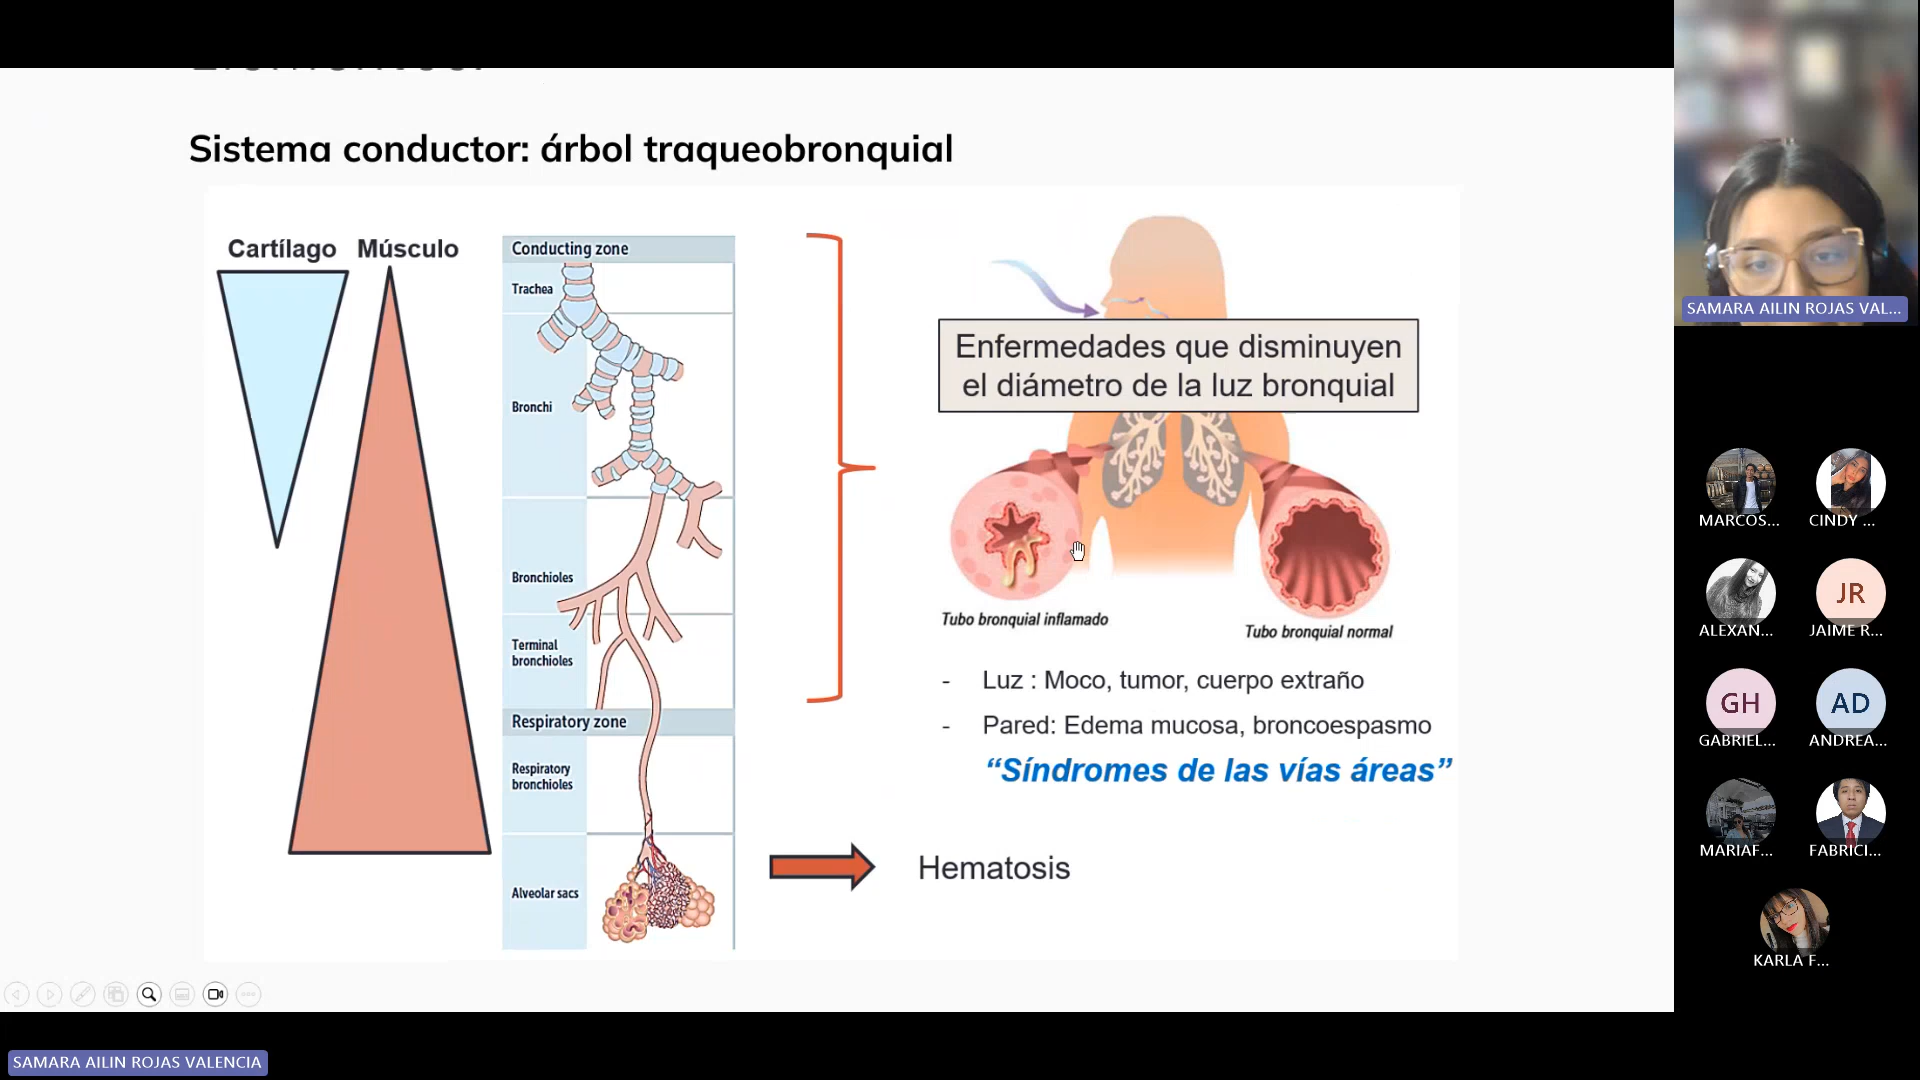 Sistema conductor: árbol traqueobronquial
Cartílago
Músculo
Conducting zone
Trachea
Bronchi
Bronchioles
Terminal
bronchioles
Respiratory zone
Respiratory
bronchioles
Alveolar sacs
Enfermedades que disminuyen
el diámetro de la luz bronquial
Tubo bronquial inflamado
Tubo bronquial normal
- Luz : Moco, tumor, cuerpo extraño
- Pared: Edema mucosa, broncoespasmo
“Síndromes de las vías áreas”
Hematosis
SAMARA AILIN ROJAS VAL...
MARCOS...
CINDY ...
ALEXAN...
JR
JAIME R...
GH
GABRIEL...
AD
ANDREA...
MARIAF...
FABRICI...
KARLA F...
SAMARA AILIN ROJAS VALENCIA